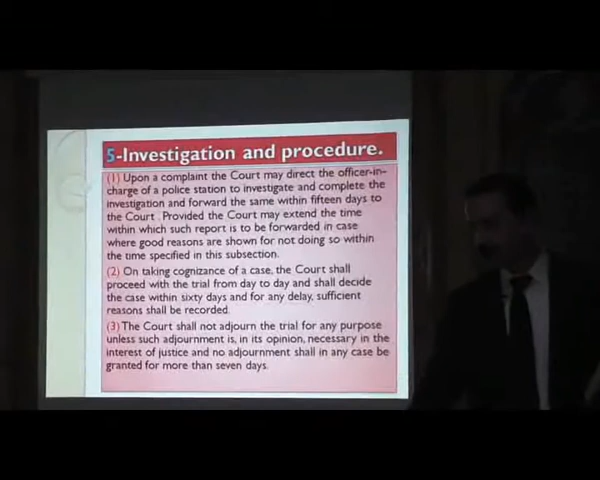 5-Investigation and procedure.
(1) Upon a complaint the Court may direct the officer-in-
charge of a police station to investigate and complete the
investigation and forward the same within fifteen days to
the Court . Provided the Court may extend the time
within which such report is to be forwarded in case
where good reasons are shown for not doing so within
the time specified in this subsection.
(2) On taking cognizance of a case, the Court shall
proceed with the trial from day to day and shall decide
the case within sixty days and for any delay, sufficient
reasons shall be recorded.
(3) The Court shall not adjourn the trial for any purpose
unless such adjournment is, in its opinion, necessary in the
interest of justice and no adjournment shall in any case be
granted for more than seven days.